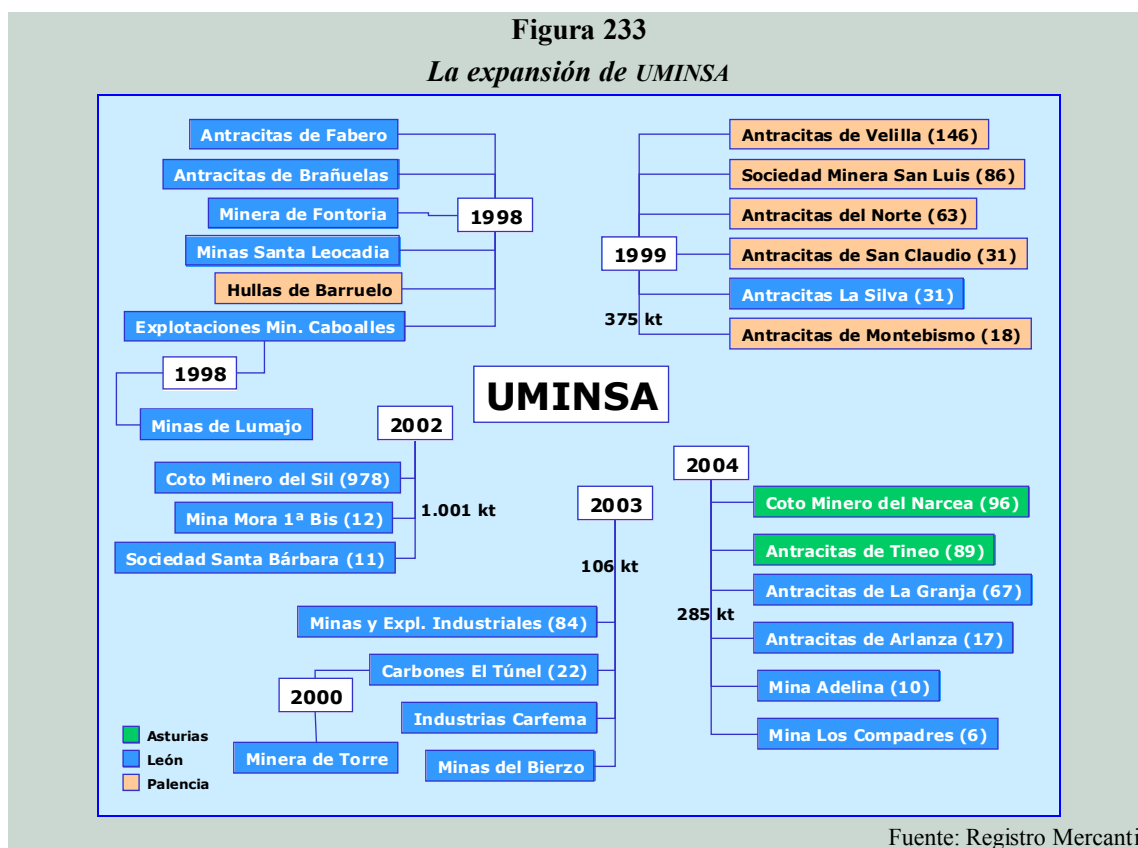 Figura 233
La expansión de UMINSA
Antracitas de Fabero
Antracitas de Brañuelas
Minera de Fontoria
1998
Minas Santa Leocadia
Hullas de Barruelo
Explotaciones Min. Caboalles
1998
Minas de Lumajo
Antracitas de Velilla (146)
Sociedad Minera San Luis (86)
Antracitas del Norte (63)
1999
Antracitas de San Claudio (31)
Antracitas La Silva (31)
375 kt
Antracitas de Montebismo (18)
UMINSA
2002
Coto Minero del Sil (978)
1.001 kt
Mina Mora 1ª Bis (12)
Sociedad Santa Bárbara (11)
2003
106 kt
Minas y Expl. Industriales (84)
Carbones El Túnel (22)
2000
Industrias Carfema
Minera de Torre
Minas del Bierzo
2004
Coto Minero del Narcea (96)
Antracitas de Tineo (89)
Antracitas de La Granja (67)
285 kt
Antracitas de Arlanza (17)
Mina Adelina (10)
Mina Los Compadres (6)
Asturias
León
Palencia
Fuente: Registro Mercanti